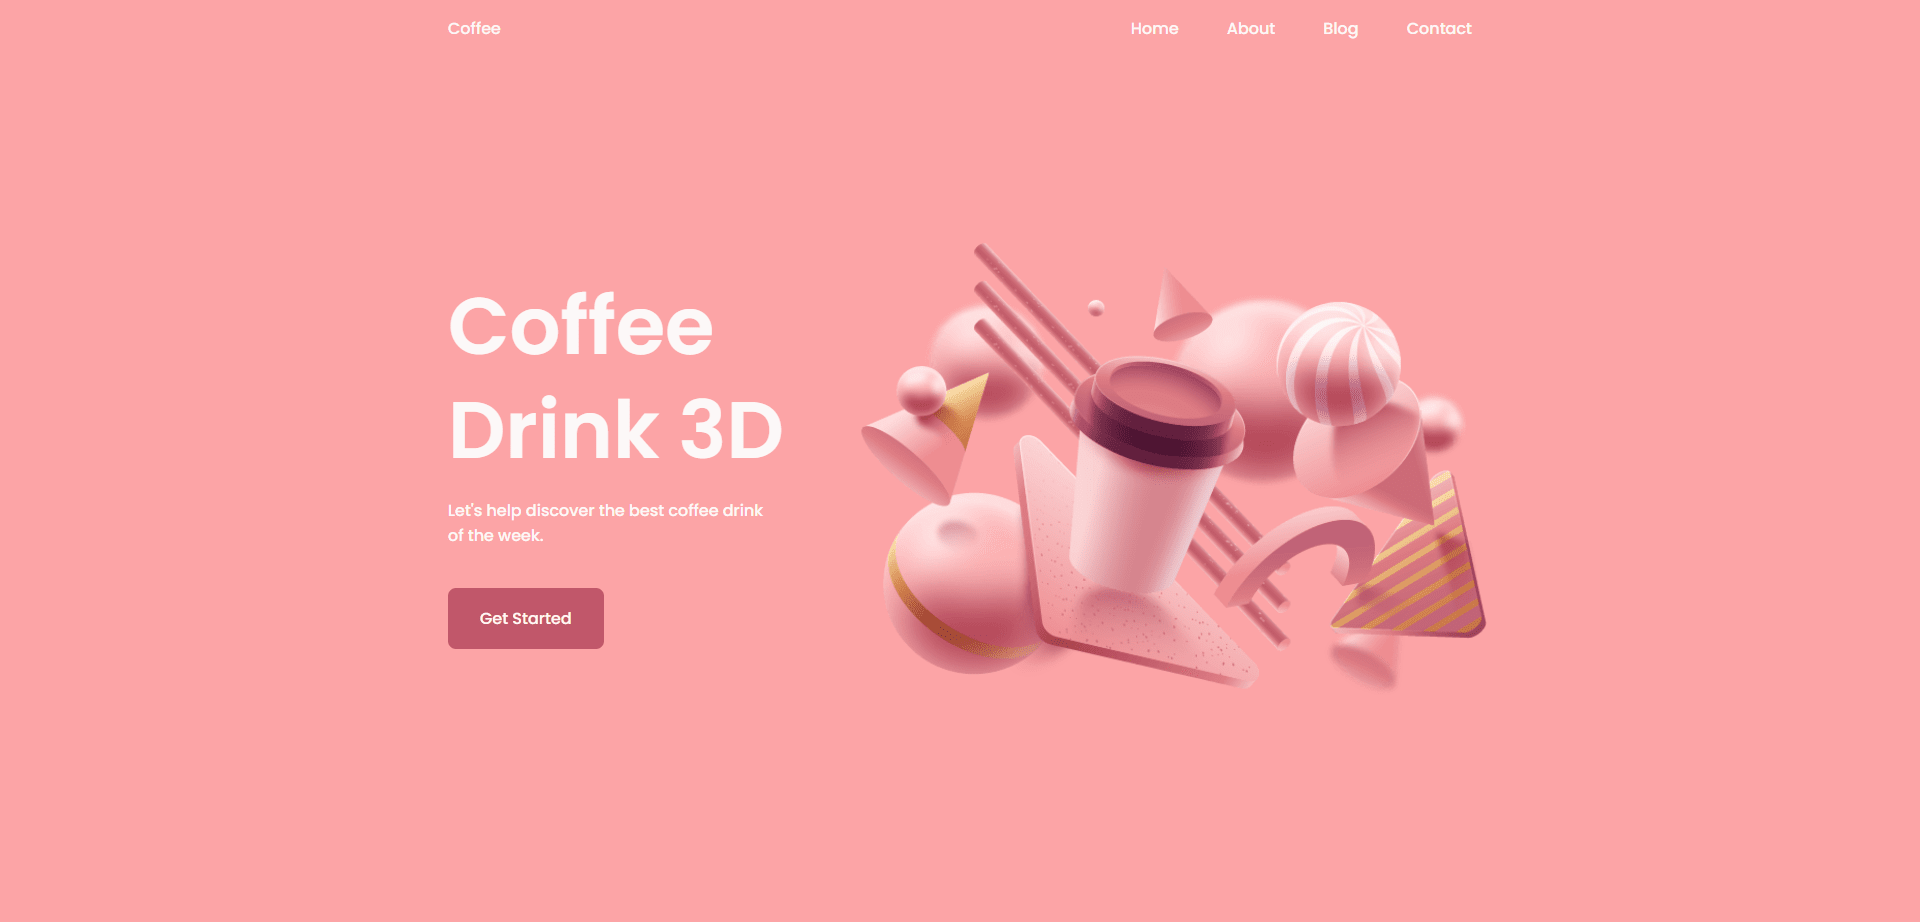 Coffee
Home
About
Blog
Contact
Coffee
Drink 3D
Let's help discover the best coffee drink
of the week.
Get Started